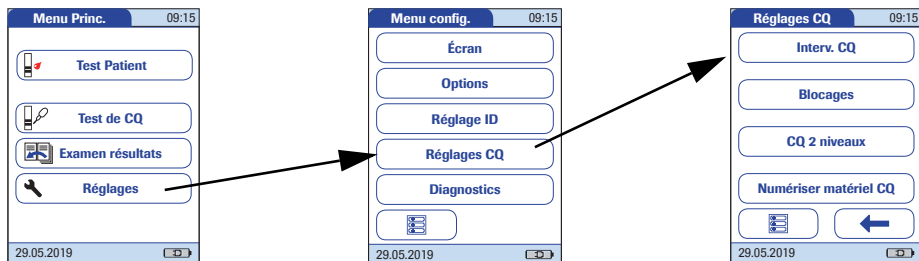 Menu Princ. 09:15
Test Patient
Test de CQ
Examen résultats
Réglages
29.05.2019
Menu config. 09:15
Écran
Options
Réglage ID
Réglages CQ
Diagnostics
29.05.2019
Réglages CQ 09:15
Interv. CQ
Blocages
CQ 2 niveaux
Numériser matériel CQ
29.05.2019